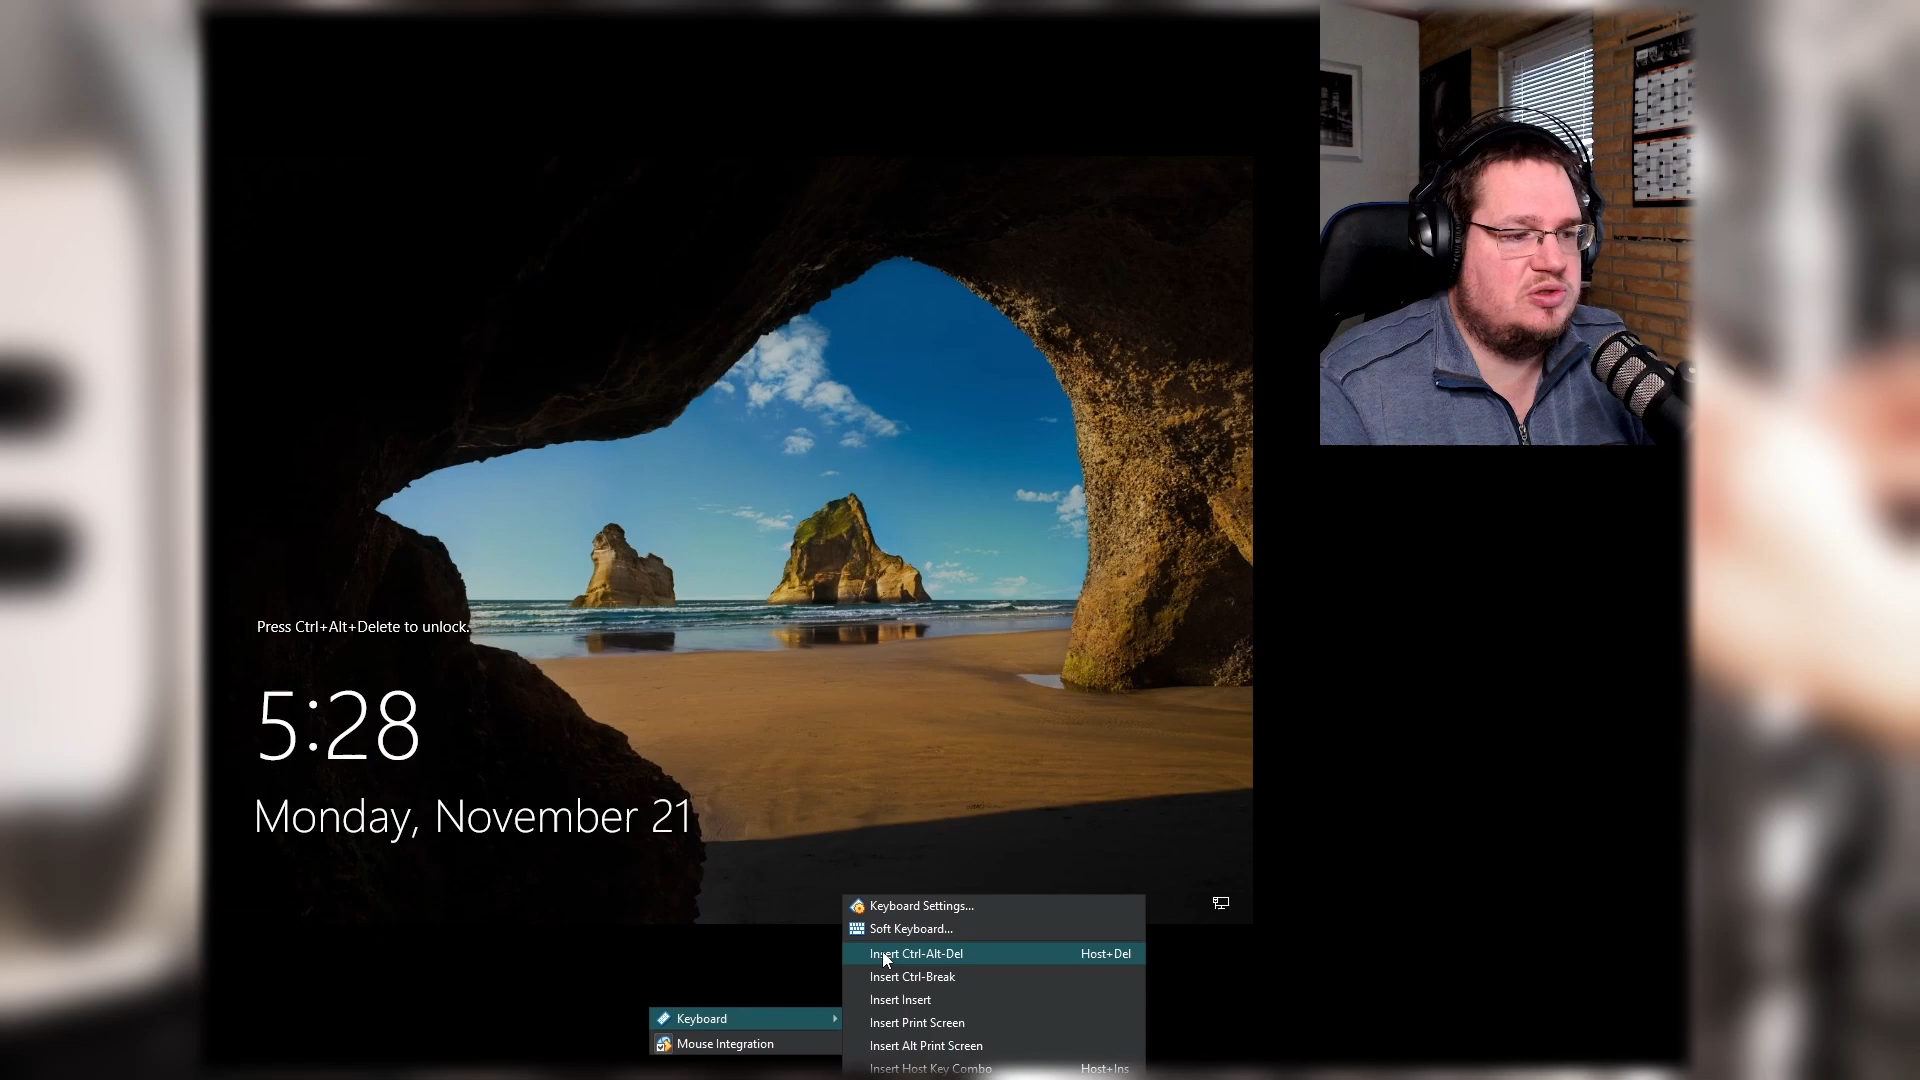 Press Ctrl+Alt+Delete to unlock.
5:28
Monday, November 21
Keyboard Settings...
Soft Keyboard...
Insert Ctrl-Alt-Del Host+Del
Insert Ctrl-Break
Insert Insert
Insert Print Screen
Insert Alt Print Screen
Insert Host Key Combo Host+Ins
Keyboard
Mouse Integration